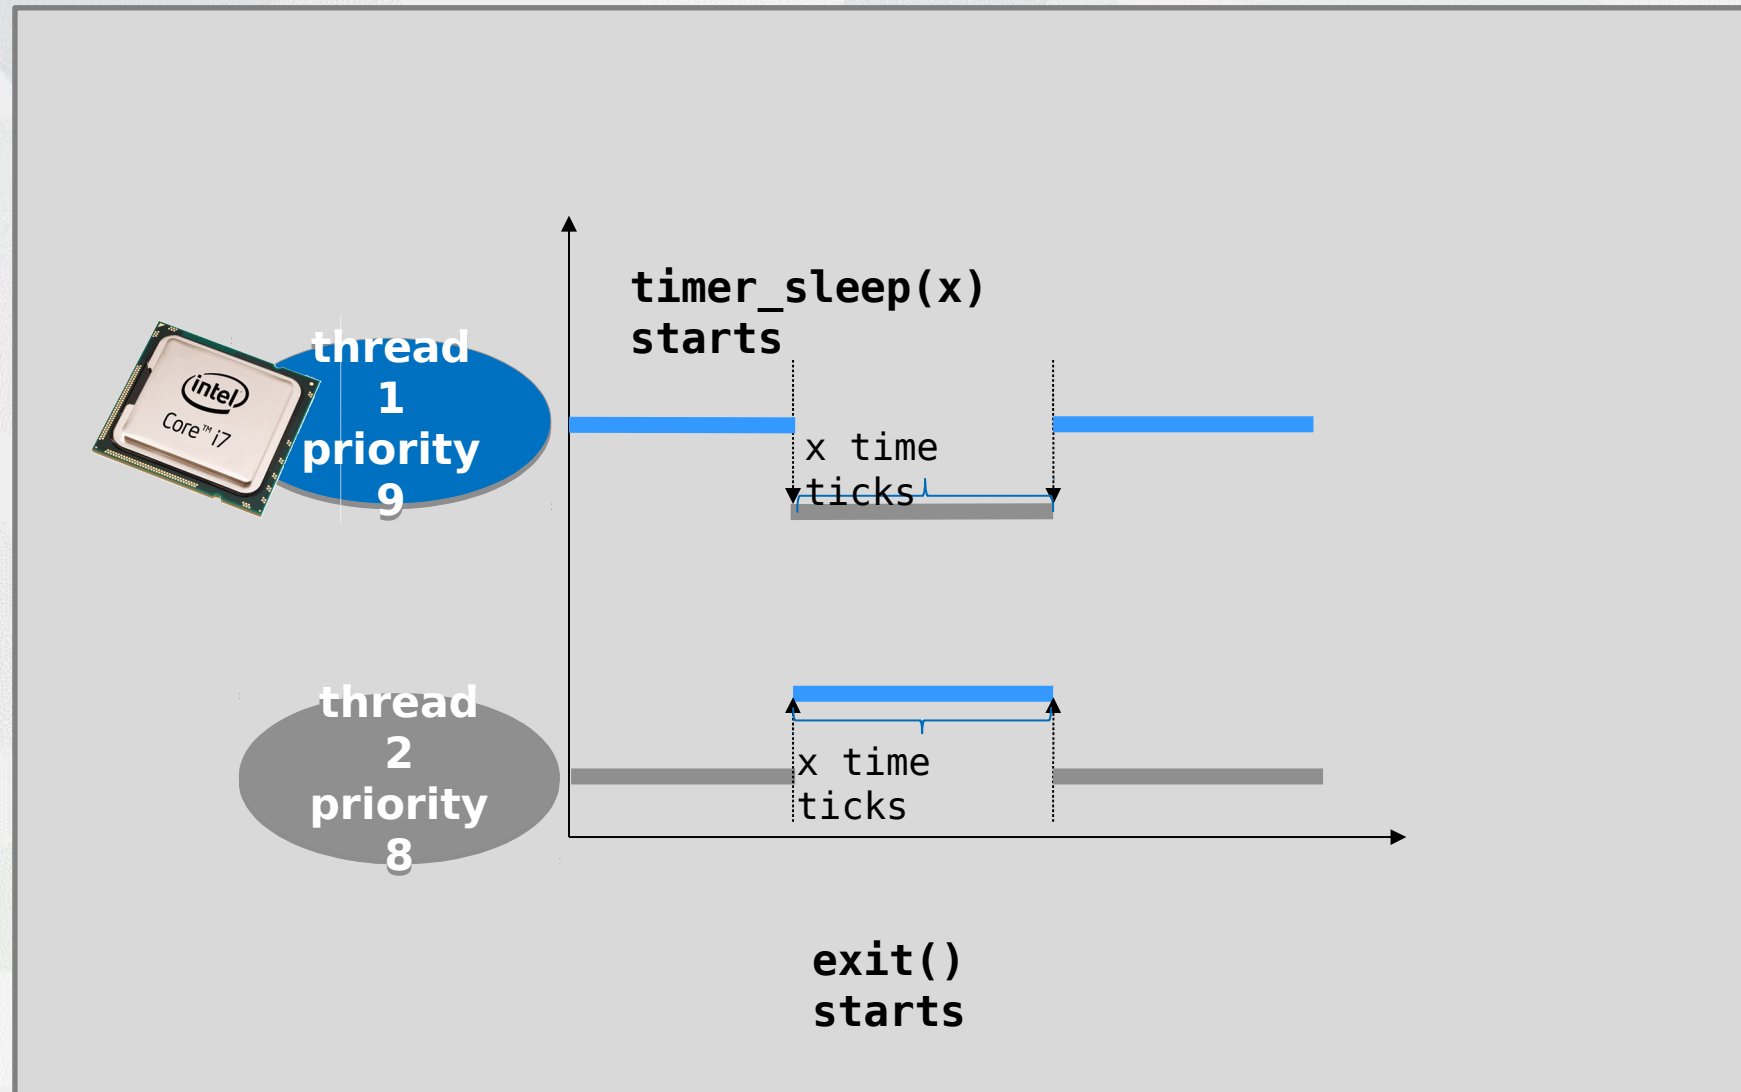 timer_sleep(x)
starts
thread
1
priority
9
intel
Core™ i7
x time
ticks
thread
2
priority
8
x time
ticks
exit()
starts